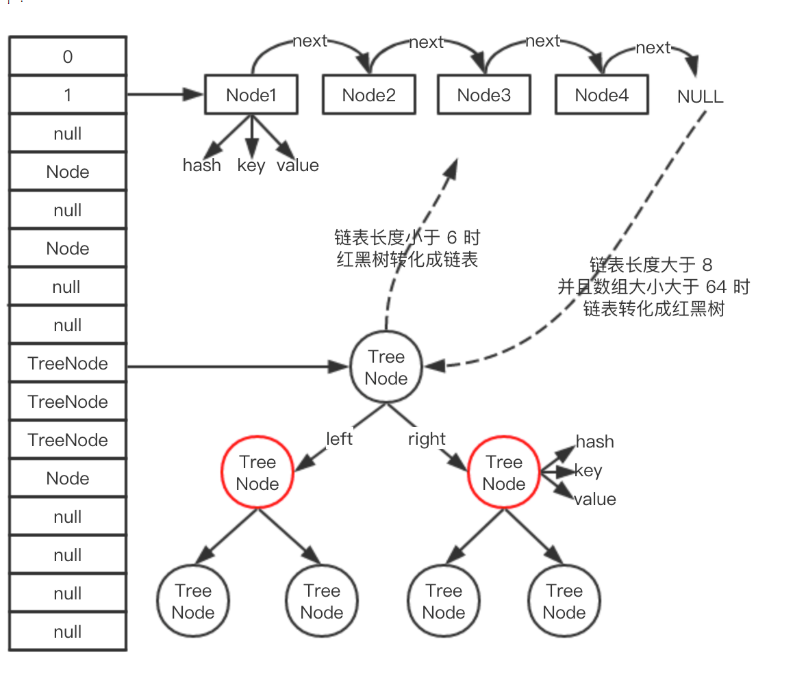 0
1
null
Node
null
Node
null
null
TreeNode
TreeNode
TreeNode
Node
null
null
null
null
next
next
next
next
Node1
Node2
Node3
Node4
NULL
hash
key
value
链表长度小于 6 时
红黑树转化成链表
链表长度大于 8
并且数组大小大于 64 时
链表转化成红黑树
Tree
Node
left
right
Tree
Node
Tree
Node
hash
key
value
Tree
Node
Tree
Node
Tree
Node
Tree
Node